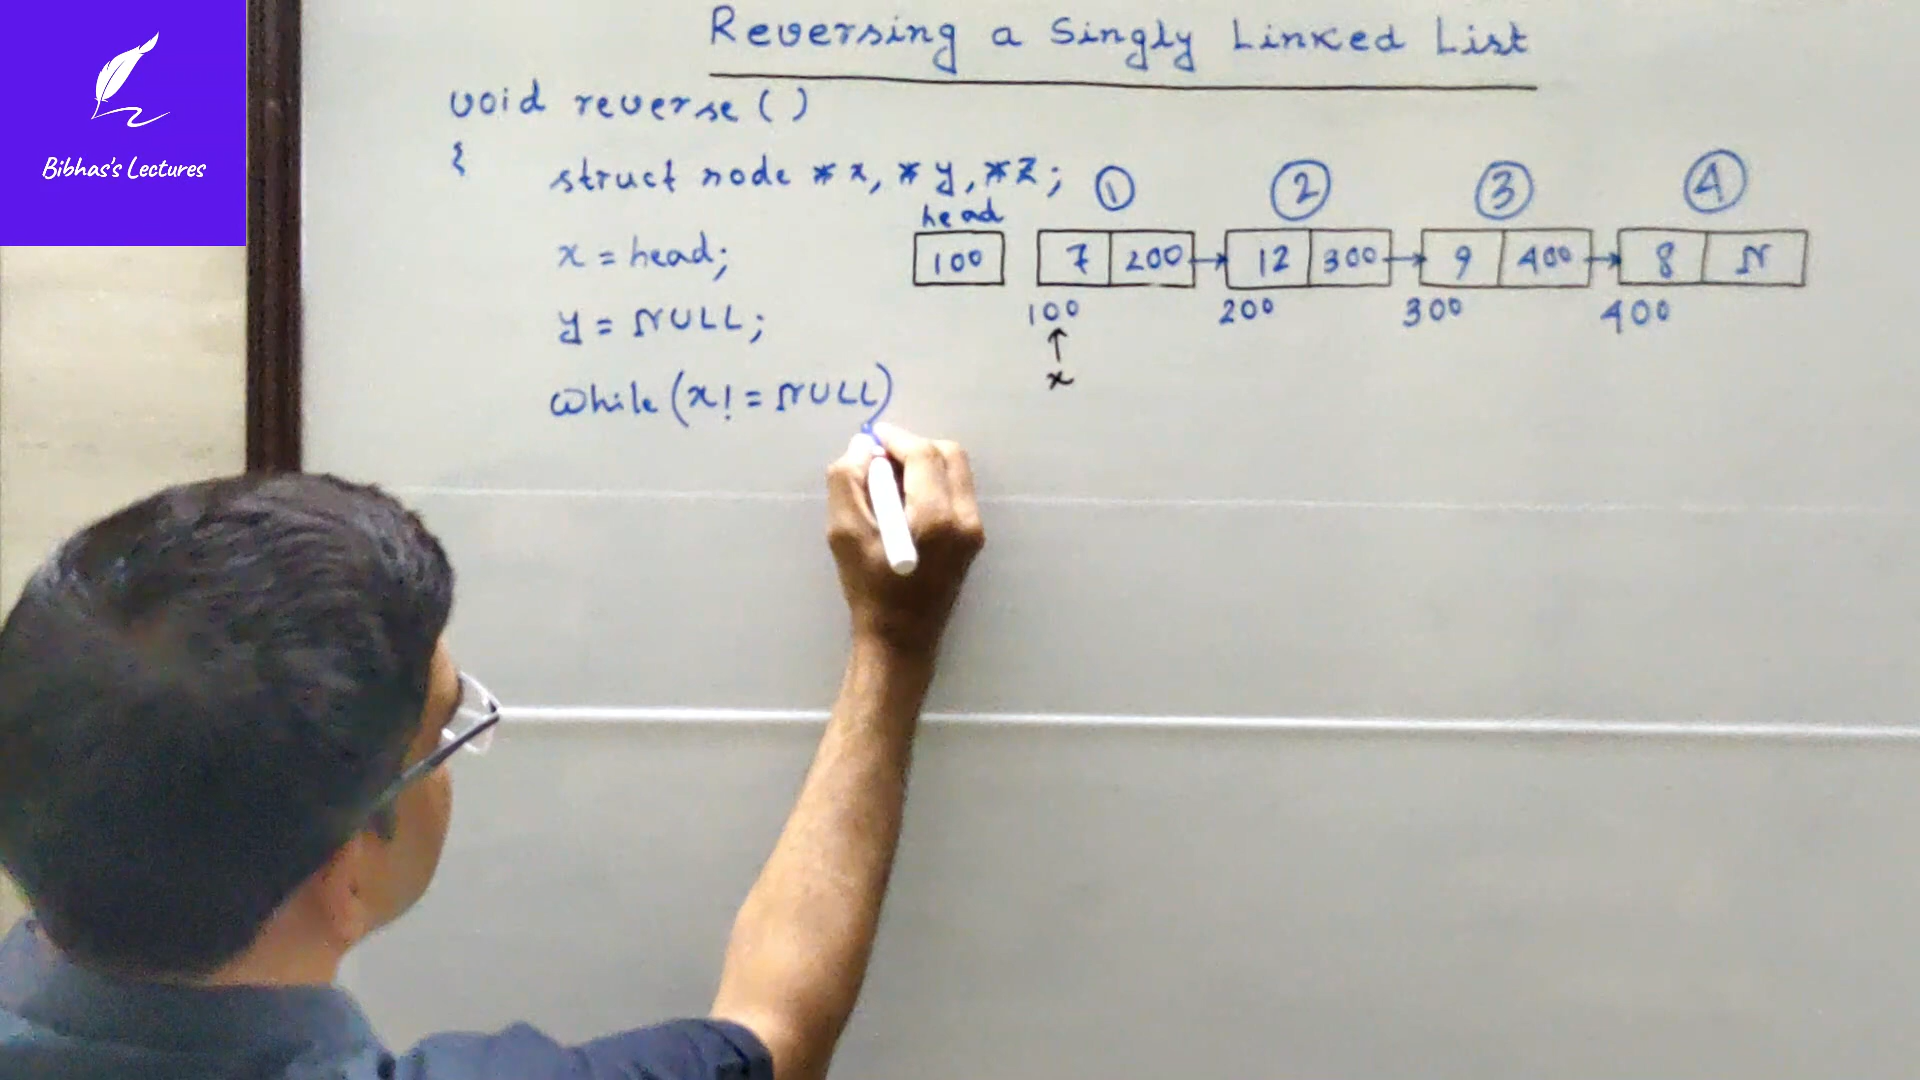 Bibhas's Lectures
Reversing a Singly Linked List
void reverse()
{
struct node *x, *y, *z;
x = head;
y = NULL;
while(x! = NULL)
1 2 3 4
head
100 7 200 12 300 9 400 8 N
100 200 300 400
x